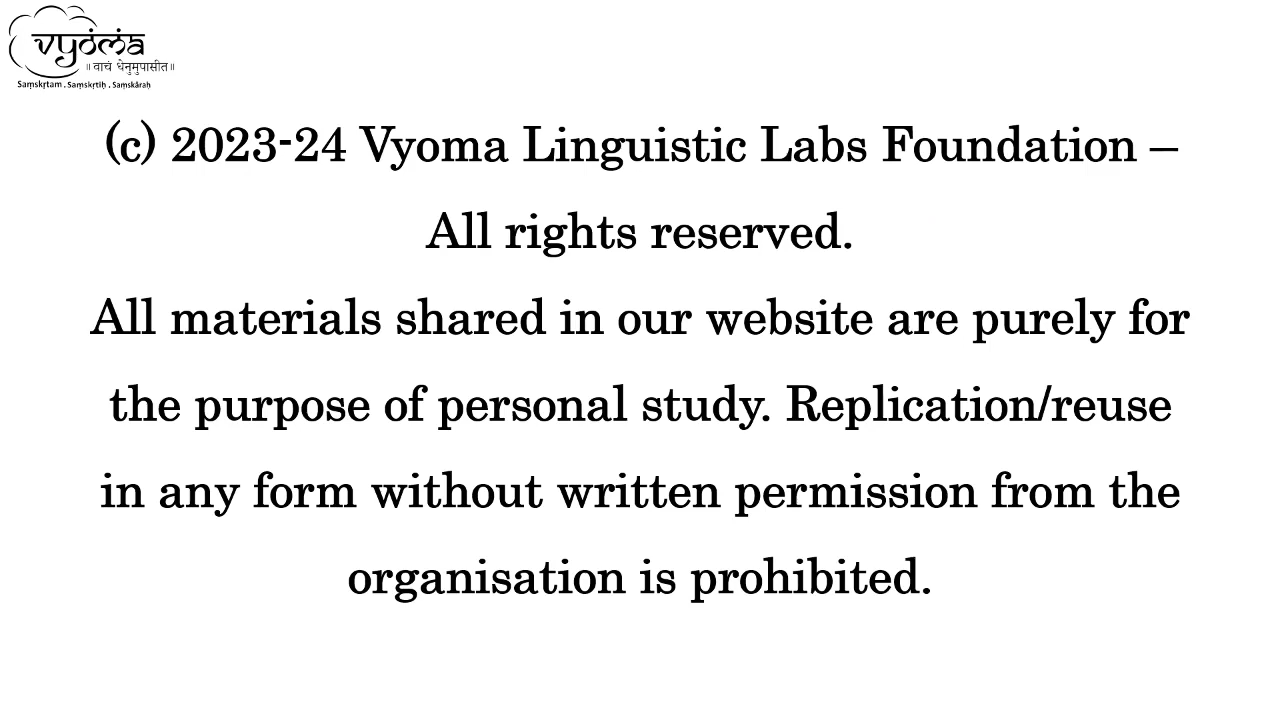 vyoma
॥ वाचं धेनुमुपासीत॥
Saṃskṛtam . Saṃskṛtiḥ . Saṃskāraḥ
(c) 2023-24 Vyoma Linguistic Labs Foundation –
All rights reserved.
All materials shared in our website are purely for
the purpose of personal study. Replication/reuse
in any form without written permission from the
organisation is prohibited.